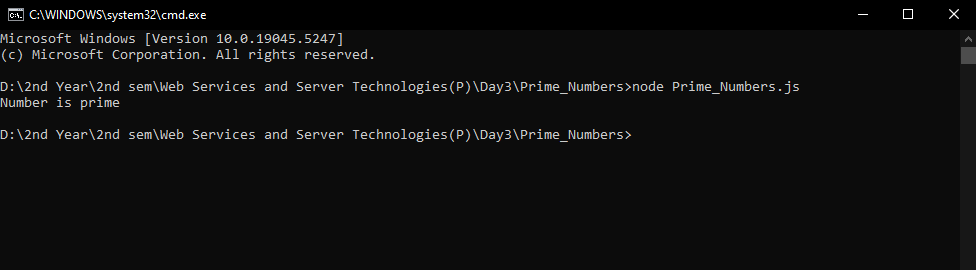 C:\WINDOWS\system32\cmd.exe
Microsoft Windows [Version 10.0.19045.5247]
(c) Microsoft Corporation. All rights reserved.
D:\2nd Year\2nd sem\Web Services and Server Technologies(P)\Day3\Prime_Numbers>node Prime_Numbers.js
Number is prime
D:\2nd Year\2nd sem\Web Services and Server Technologies(P)\Day3\Prime_Numbers>